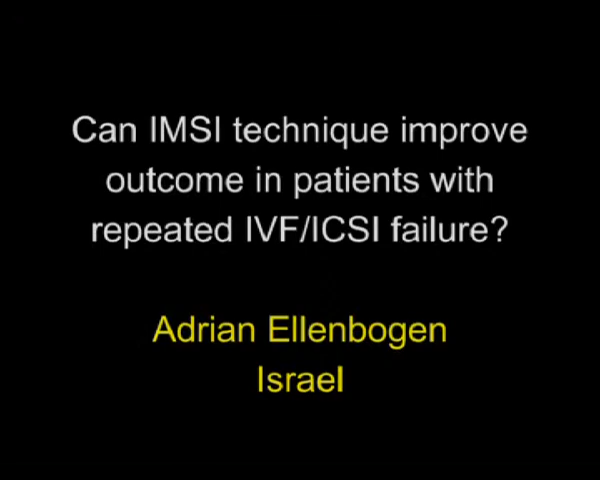 Can IMSI technique improve
outcome in patients with
repeated IVF/ICSI failure?
Adrian Ellenbogen
Israel